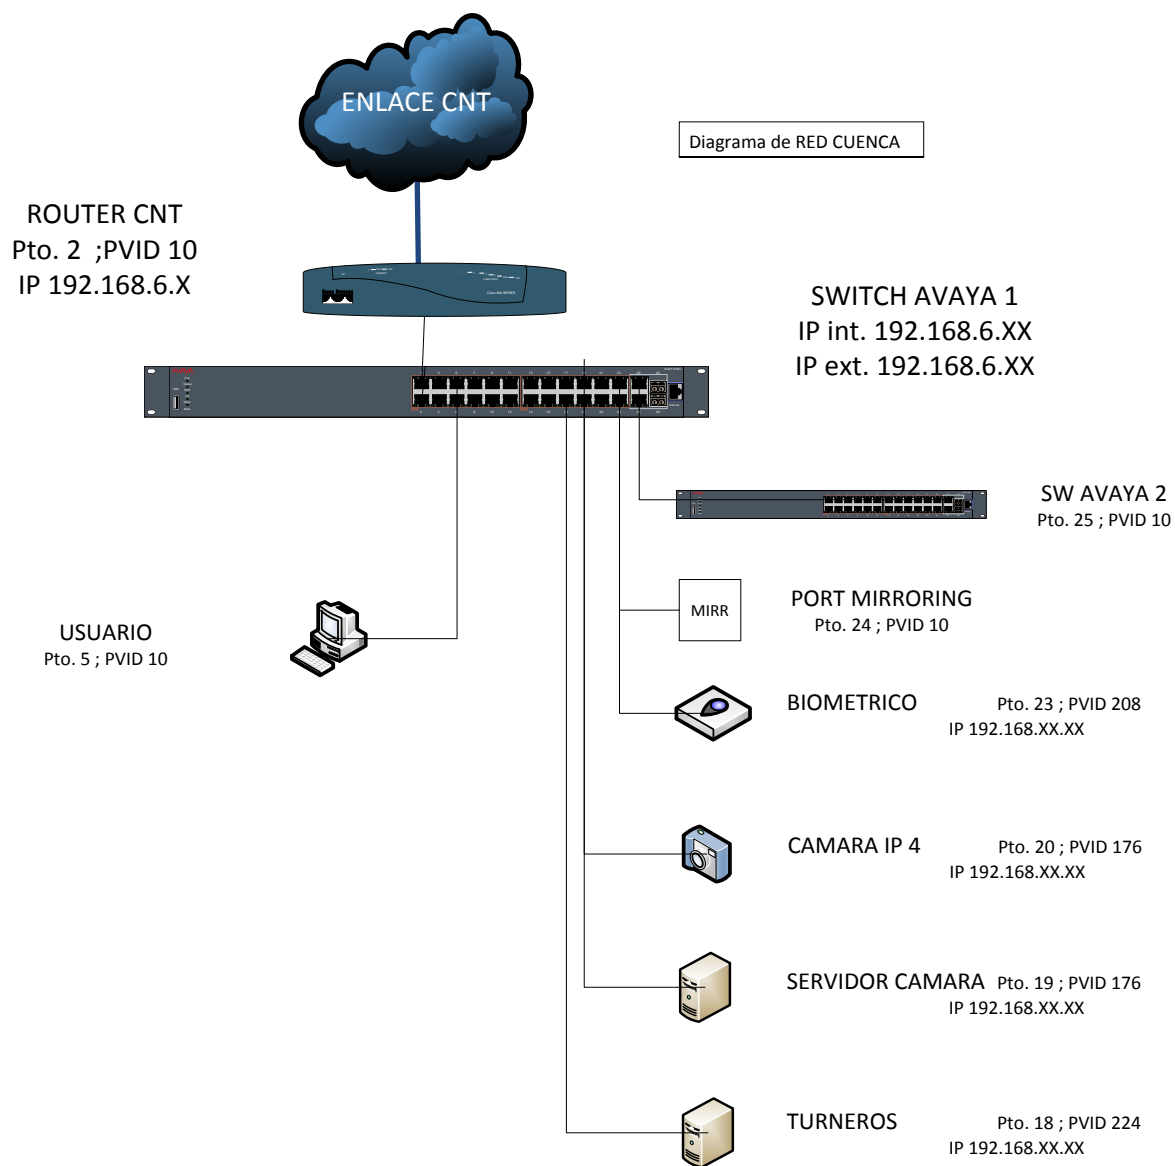 ENLACE CNT
Diagrama de RED CUENCA
ROUTER CNT
Pto. 2 ;PVID 10
IP 192.168.6.X
SWITCH AVAYA 1
IP int. 192.168.6.XX
IP ext. 192.168.6.XX
SW AVAYA 2
Pto. 25 ; PVID 10
MIRR
PORT MIRRORING
Pto. 24 ; PVID 10
USUARIO
Pto. 5 ; PVID 10
BIOMETRICO Pto. 23 ; PVID 208
IP 192.168.XX.XX
CAMARA IP 4 Pto. 20 ; PVID 176
IP 192.168.XX.XX
SERVIDOR CAMARA Pto. 19 ; PVID 176
IP 192.168.XX.XX
TURNEROS Pto. 18 ; PVID 224
IP 192.168.XX.XX